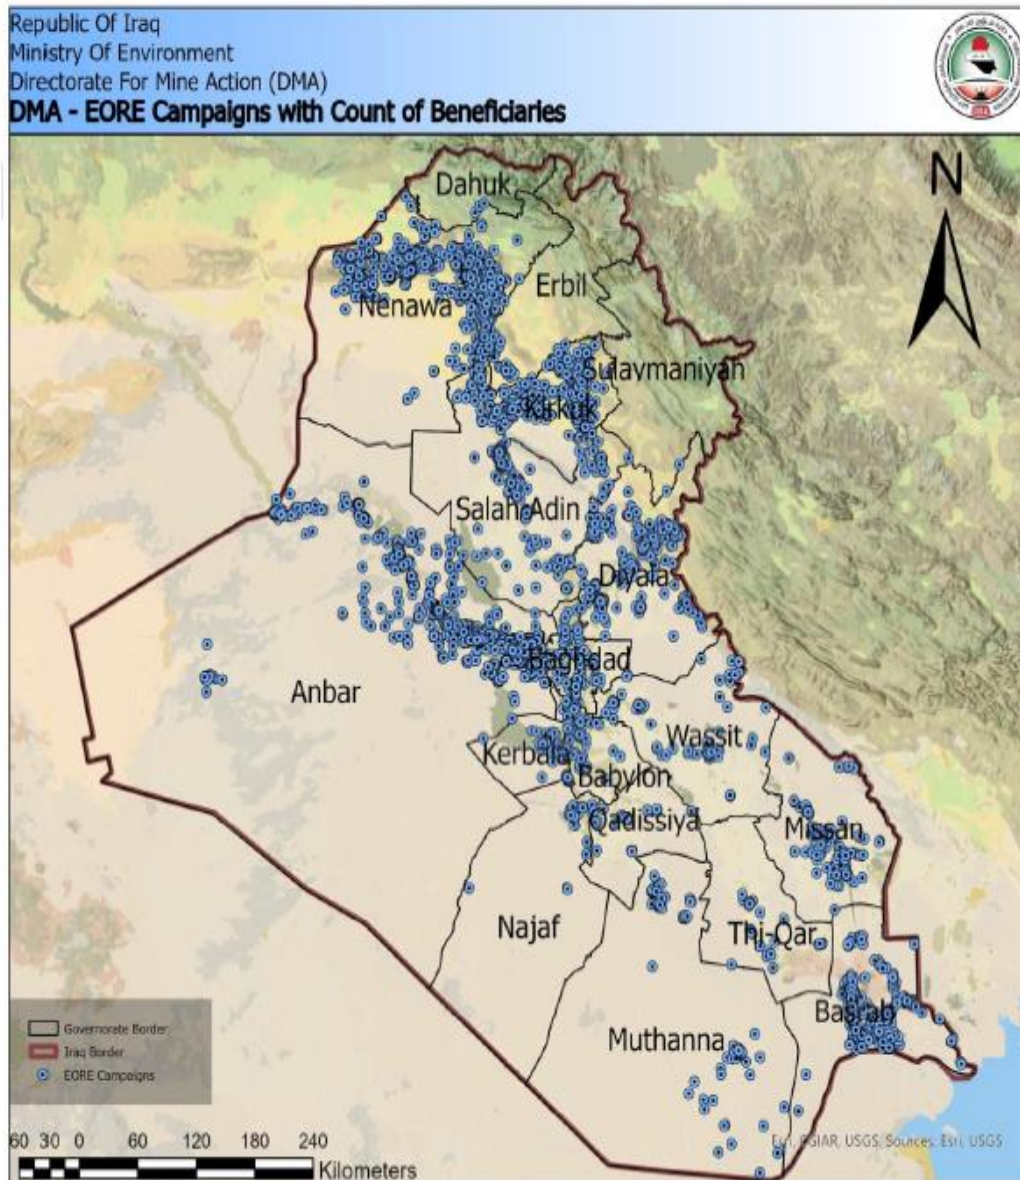 Republic Of Iraq
Ministry Of Environment
Directorate For Mine Action (DMA)
DMA - EORE Campaigns with Count of Beneficiaries
N
Dahuk
Erbil
Nenawa
Sulaymaniyah
Kirkuk
Salah Adin
Diyala
Baghdad
Anbar
Wassit
Kerbala
Babylon
Qadissiya
Missan
Najaf
Thi-Qar
Basrah
Muthanna
Governorate Border
Iraq Border
EORE Campaigns
60 30 0 60 120 180 240
Kilometers
Esri, CGIAR, USGS, Sources: Esri, USGS